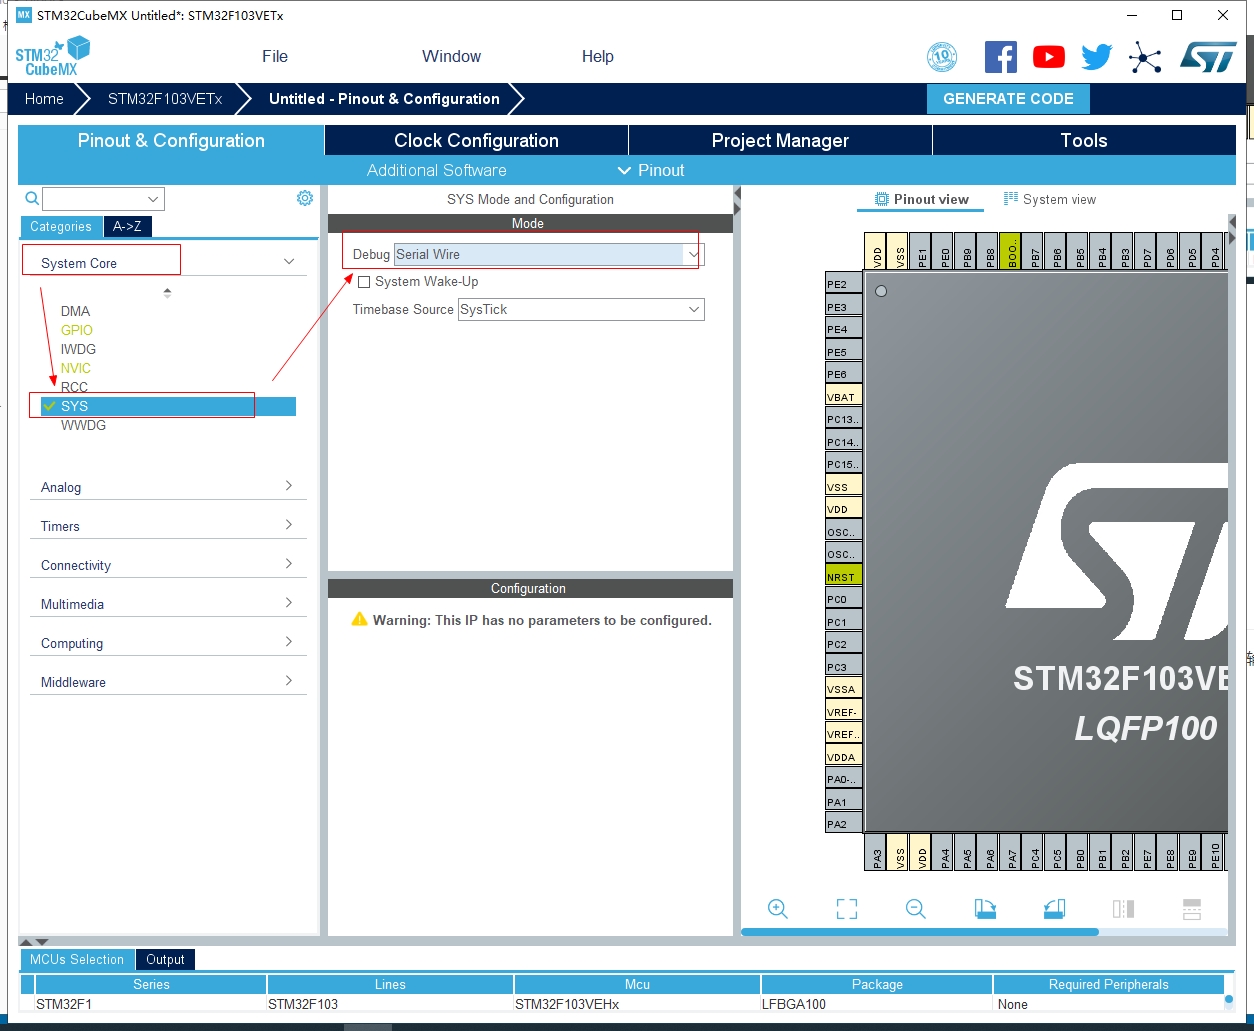 MX STM32CubeMX Untitled*: STM32F103VETx
STM32
CubeMX
File
Window
Help
10
Home
STM32F103VETx
Untitled - Pinout & Configuration
GENERATE CODE
Pinout & Configuration
Clock Configuration
Project Manager
Tools
Additional Software
Pinout
Categories
A->Z
System Core
DMA
GPIO
IWDG
NVIC
RCC
SYS
WWDG
Analog
Timers
Connectivity
Multimedia
Computing
Middleware
SYS Mode and Configuration
Mode
Debug Serial Wire
System Wake-Up
Timebase Source SysTick
Configuration
Warning: This IP has no parameters to be configured.
Pinout view
System view
VDD
VSS
PE1
PE0
PB9
PB8
BOO..
PB7
PB6
PB5
PB4
PB3
PD7
PD6
PD5
PD4
PE2
PE3
PE4
PE5
PE6
VBAT
PC13..
PC14..
PC15..
VSS
VDD
OSC..
OSC..
NRST
PC0
PC1
PC2
PC3
VSSA
VREF-
VREF..
VDDA
PA0-..
PA1
PA2
ST
STM32F103VE
LQFP100
PA3
VSS
VDD
PA4
PA5
PA6
PA7
PC4
PC5
PB0
PB1
PB2
PE7
PE8
PE9
PE10
MCUs Selection
Output
Series
Lines
Mcu
Package
Required Peripherals
STM32F1
STM32F103
STM32F103VEHx
LFBGA100
None